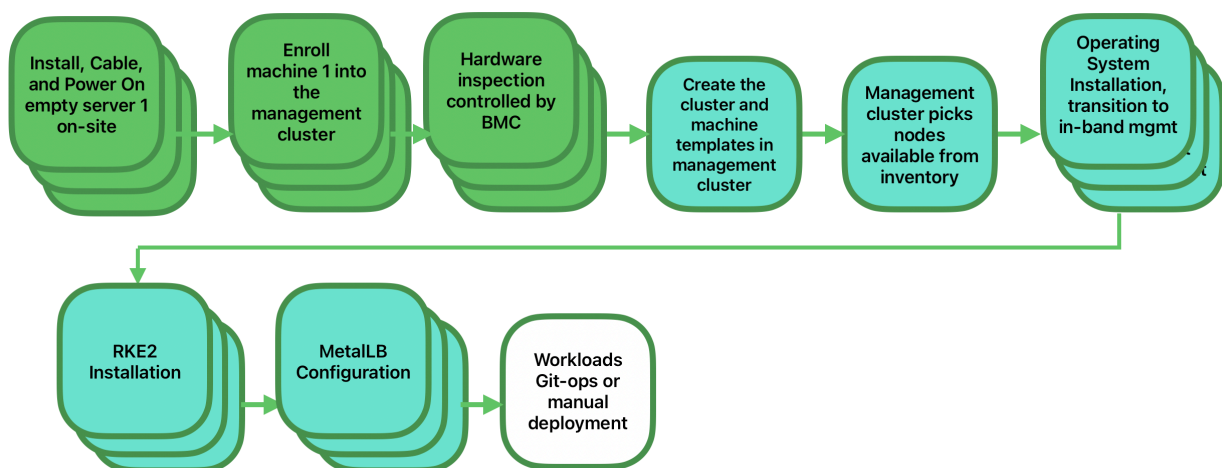 Install, Cable,
and Power On
empty server 1
on-site
Enroll
machine 1 into
the
management
cluster
Hardware
inspection
controlled by
BMC
Create the
cluster and
machine
templates in
management
cluster
Management
cluster picks
nodes
available from
inventory
Operating
System
Installation,
transition to
in-band mgmt
RKE2
Installation
MetalLB
Configuration
Workloads
Git-ops or
manual
deployment